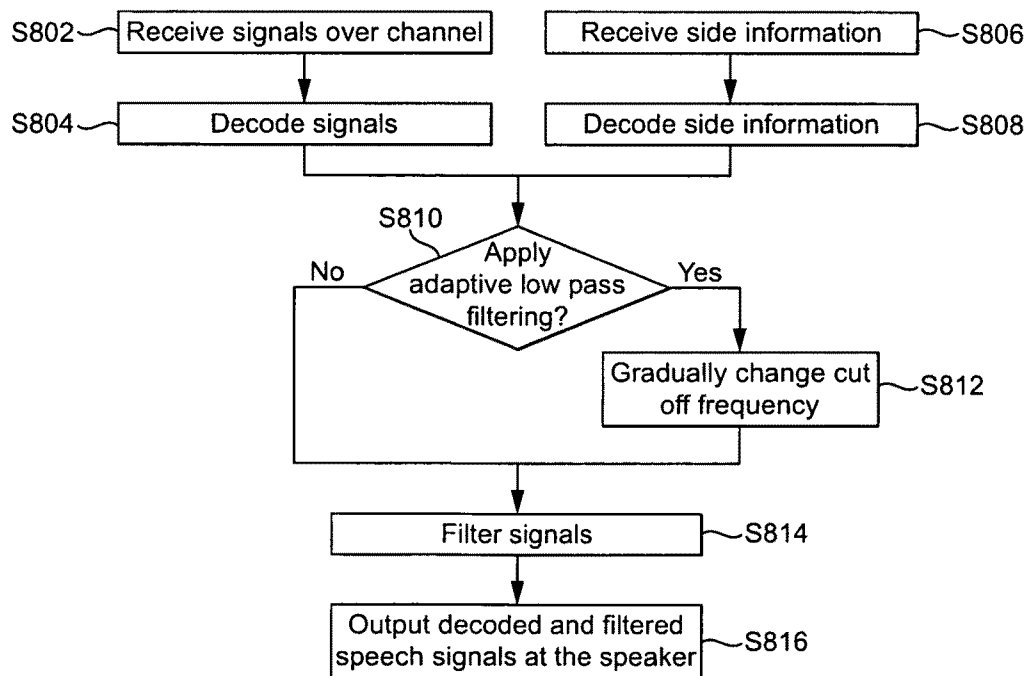 S802
Receive signals over channel
Receive side information
S806
S804
Decode signals
Decode side information
S808
S810
Apply
adaptive low pass
filtering?
No
Yes
Gradually change cut
off frequency
S812
Filter signals
S814
Output decoded and filtered
speech signals at the speaker
S816